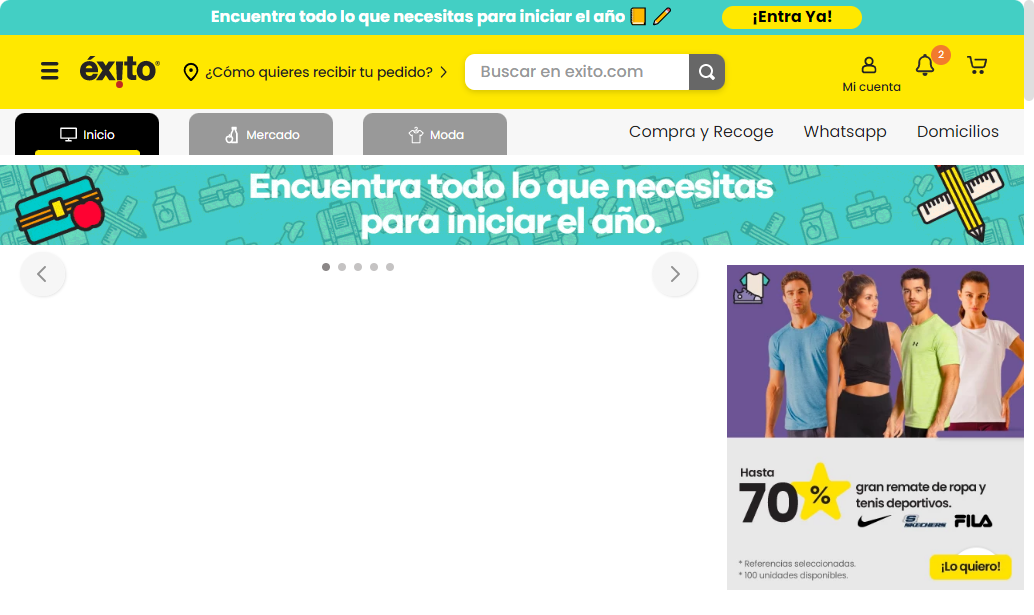 Encuentra todo lo que necesitas para iniciar el año
¡Entra Ya!
éxito
¿Cómo quieres recibir tu pedido?
Buscar en exito.com
Mi cuenta
2
Inicio
Mercado
Moda
Compra y Recoge
Whatsapp
Domicilios
Encuentra todo lo que necesitas
para iniciar el año.
Hasta
70%
gran remate de ropa y
tenis deportivos.
SKECHERS FILA
* Referencias seleccionadas.
* 100 unidades disponibles.
¡Lo quiero!